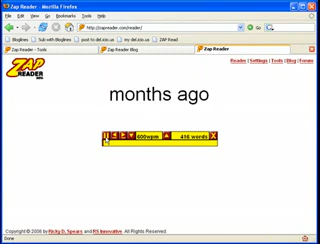 Zap Reader - Mozilla Firefox
File Edit View Go Bookmarks Tools Help
http://zapreader.com/reader/ Go
Bloglines Sub with Bloglines post to del.icio.us my del.icio.us ZAP Read
Zap Reader - Tools Zap Reader Blog Zap Reader
ZAP READER
Reader | Settings | Tools | Blog | Forum
months ago
600wpm 416 words X
Copyright © 2006 by Ricky D. Spears and RS Innovative. All Rights Reserved.
Done